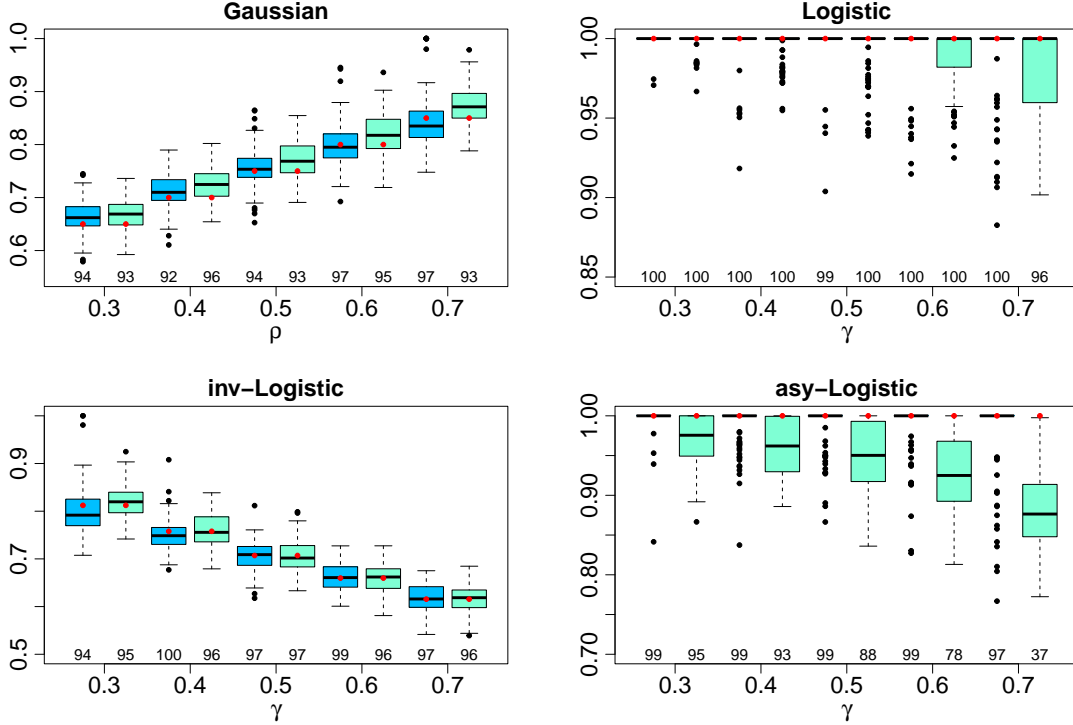 Gaussian
1.0
0.9
0.8
0.7
0.6
94 93 92 96 94 93 97 95 97 93
0.3 0.4 0.5 0.6 0.7
ρ
Logistic
1.00
0.95
0.90
0.85
100 100 100 100 99 100 100 100 100 96
0.3 0.4 0.5 0.6 0.7
γ
inv−Logistic
0.9
0.7
0.5
94 95 100 96 97 97 99 96 97 96
0.3 0.4 0.5 0.6 0.7
γ
asy−Logistic
1.00
0.90
0.80
0.70
99 95 99 93 99 88 99 78 97 37
0.3 0.4 0.5 0.6 0.7
γ